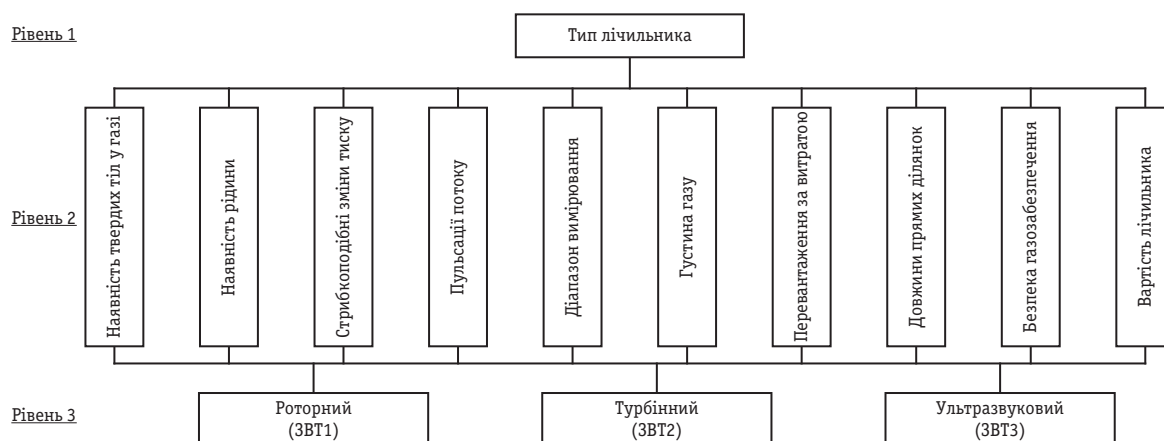 Рівень 1
Тип лічильника
Рівень 2
Наявність твердих тіл у газі
Наявність рідини
Стрибкоподібні зміни тиску
Пульсації потоку
Діапазон вимірювання
Густина газу
Перевантаження за витратою
Довжини прямих ділянок
Безпека газозабезпечення
Вартість лічильника
Рівень 3
Роторний
(ЗВТ1)
Турбінний
(ЗВТ2)
Ультразвуковий
(ЗВТ3)